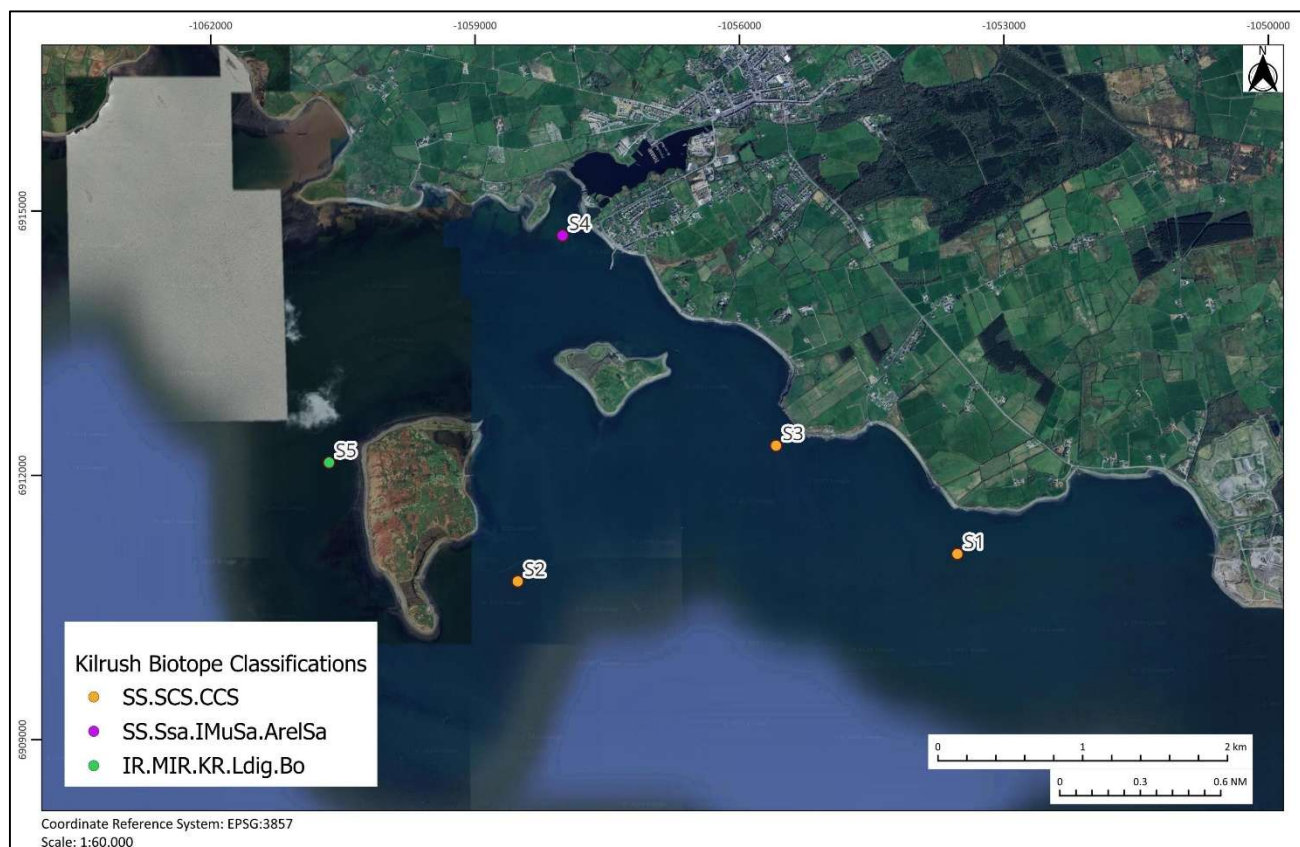 -1062000 -1059000 -1056000 -1053000 -1050000
N
6915000
S4
S3
S5
6912000
S1
S2
Kilrush Biotope Classifications
SS.SCS.CCS
SS.Ssa.IMuSa.ArelSa
IR.MIR.KR.Ldig.Bo
6909000
0 1 2 km
0 0.3 0.6 NM
Coordinate Reference System: EPSG:3857
Scale: 1:60.000